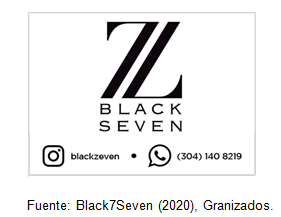 BLACK
SEVEN
blackzeven • (304) 140 8219
Fuente: Black7Seven (2020), Granizados.